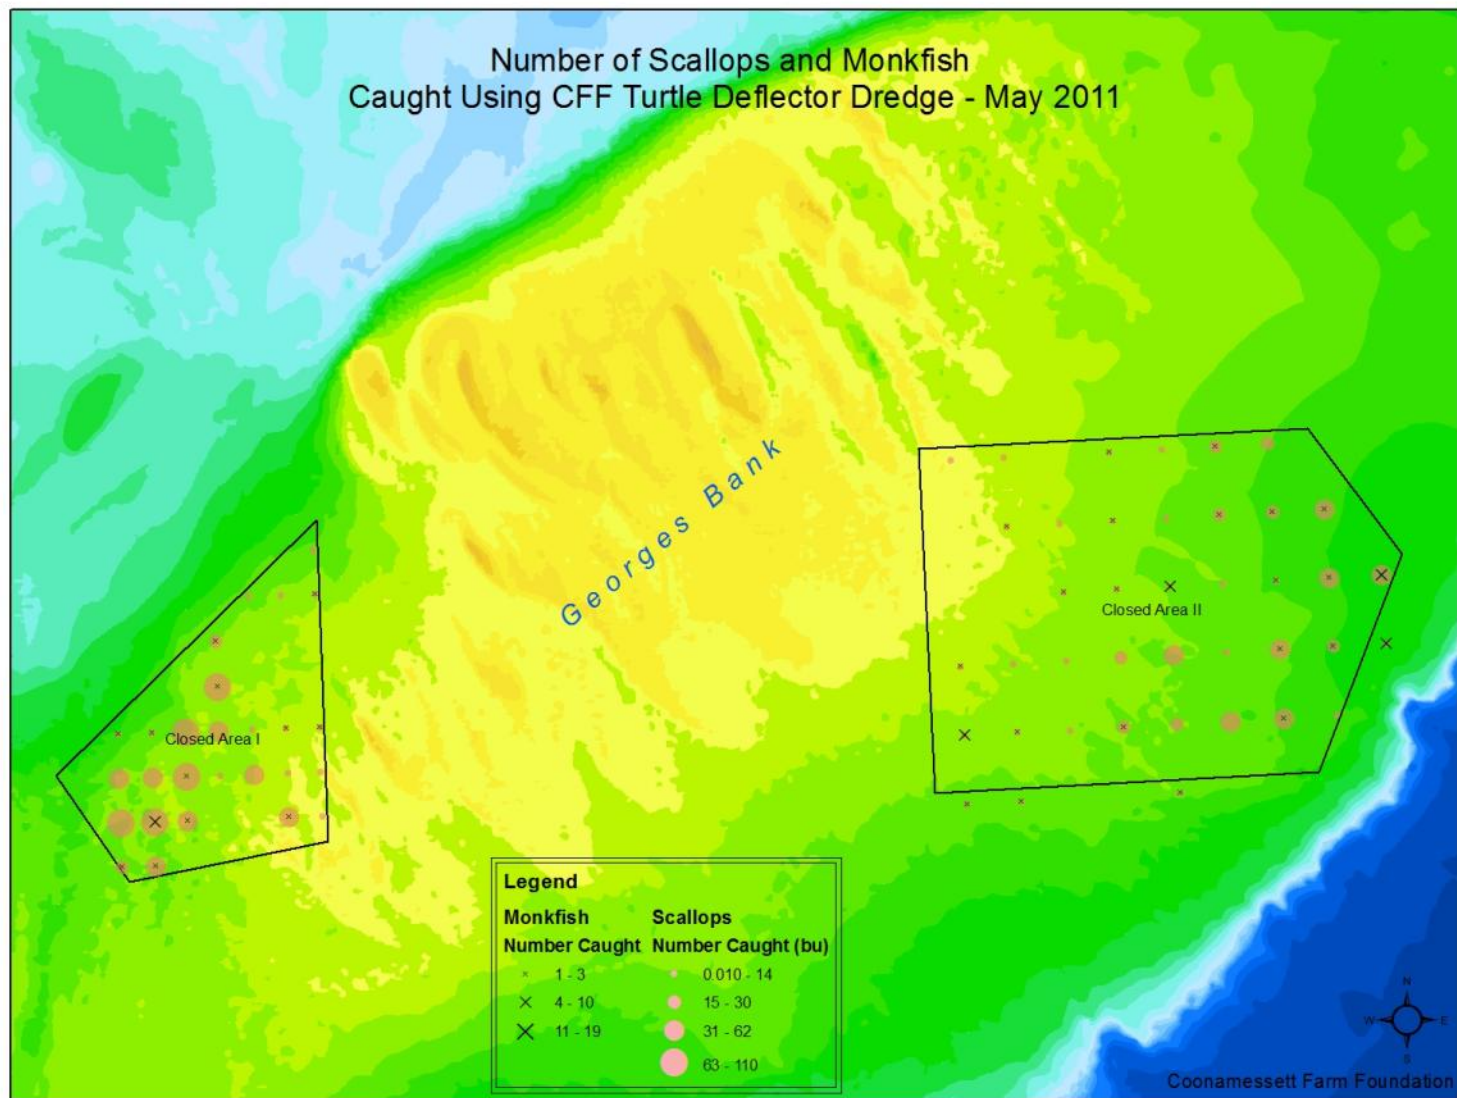 Number of Scallops and Monkfish
Caught Using CFF Turtle Deflector Dredge - May 2011
Georges Bank
Closed Area II
Closed Area I
Legend
Monkfish Scallops
Number Caught Number Caught (bu)
1 - 3 0.010 - 14
4 - 10 15 - 30
11 - 19 31 - 62
63 - 110
N
W E
S
Coonamessett Farm Foundation